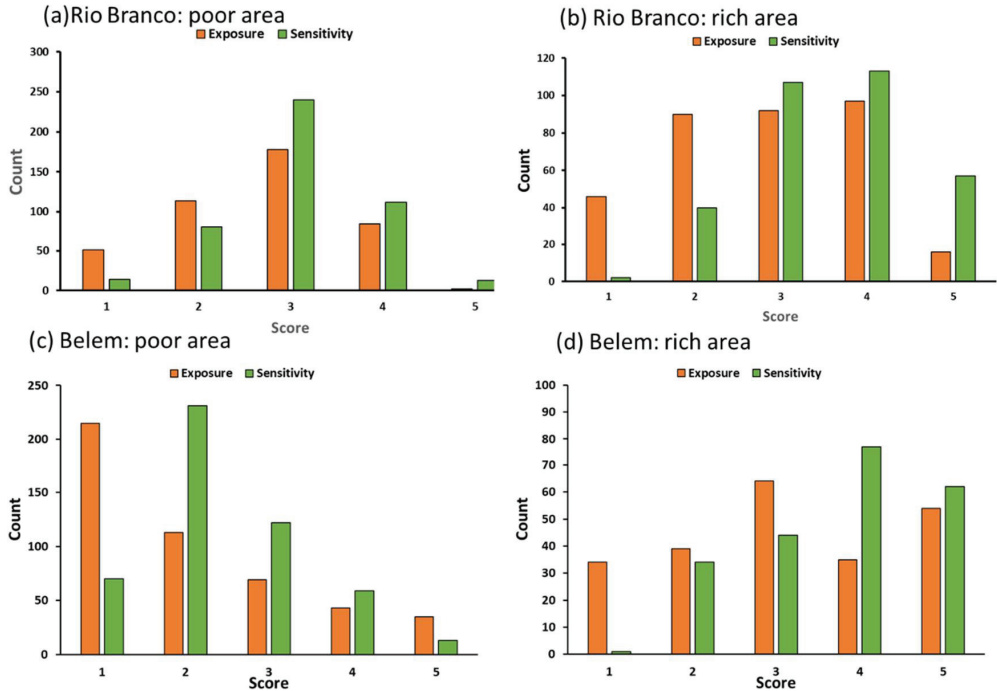 (a)Rio Branco: poor area
Exposure Sensitivity
300
250
200
150
100
50
0
Count
1 2 3 4 5
Score
(b) Rio Branco: rich area
Exposure Sensitivity
120
100
80
60
40
20
0
Count
1 2 3 4 5
Score
(c) Belem: poor area
Exposure Sensitivity
250
200
150
100
50
0
Count
1 2 3 4 5
Score
(d) Belem: rich area
Exposure Sensitivity
100
90
80
70
60
50
40
30
20
10
0
Count
1 2 3 4 5
Score